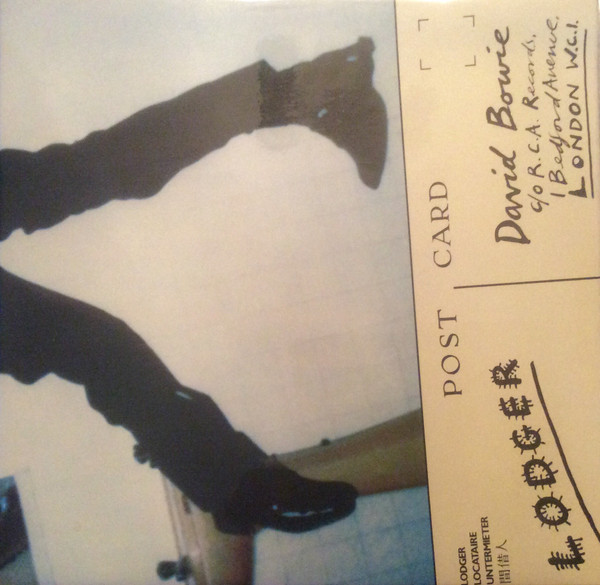 POST CARD
LODGER
David Bowie
c/o R.C.A. Records,
1 Bedford Avenue,
LONDON W.C.1.
LODGER
LOCATAIRE
UNTERMIETER
間借人